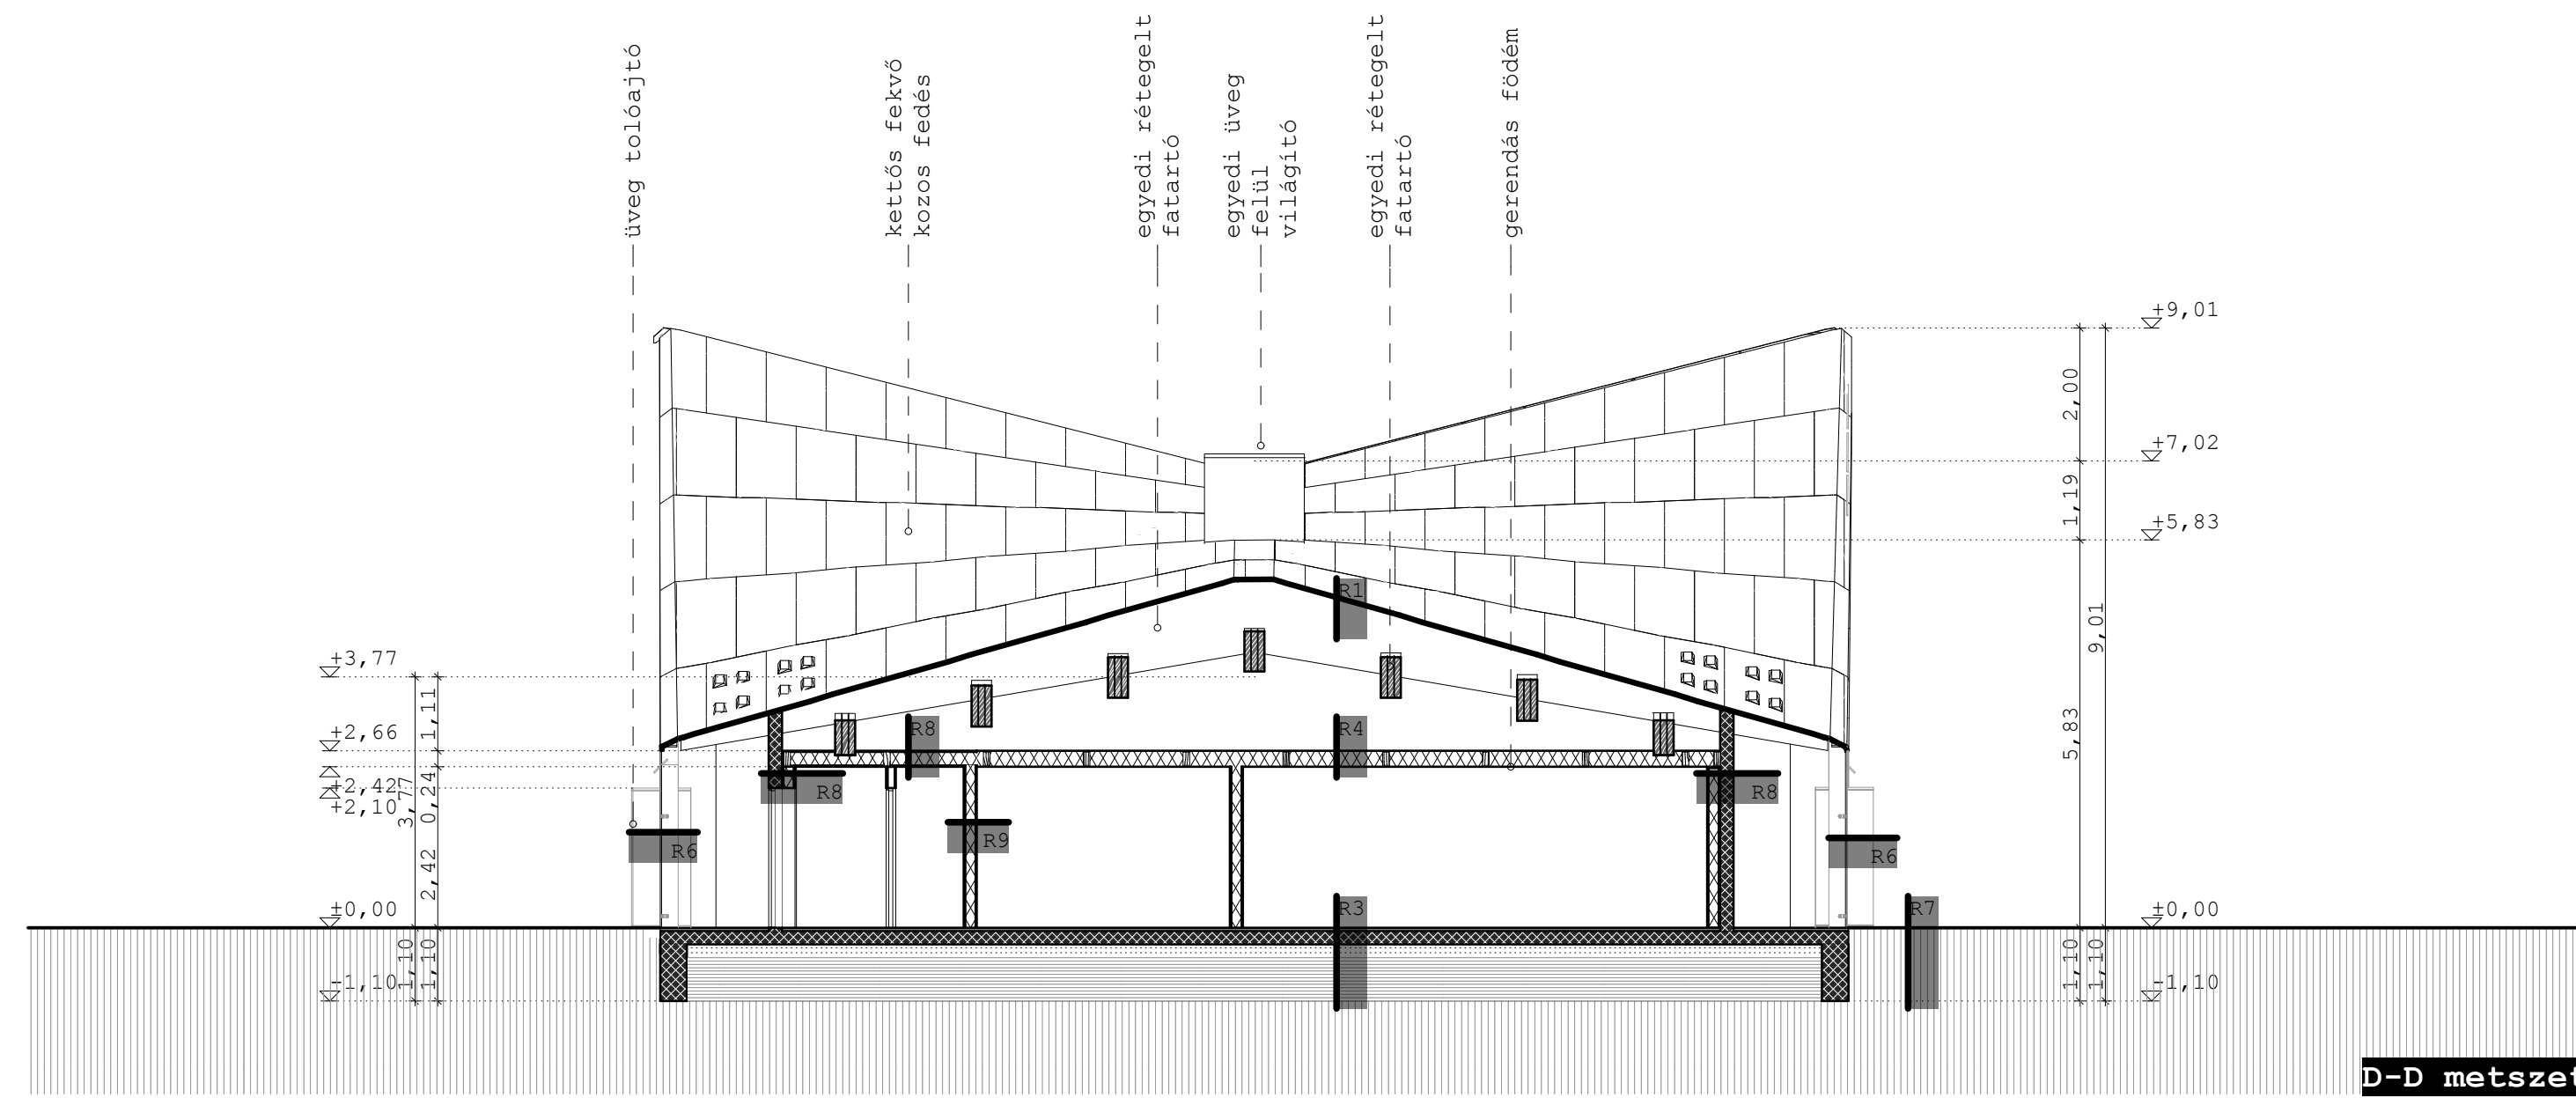 üveg tolóajtó
kettős fekvő
kozos fedés
egyedi rétegelt
fatartó
egyedi üveg
felül
világító
egyedi rétegelt
fatartó
gerendás födém
+9,01
+7,02
+5,83
±0,00
-1,10
2,00
1,19
5,83
1,10
9,01
1,10
+3,77
+2,66
+2,42
+2,10
±0,00
-1,10
3,77
1,10
1,11
0,24
2,42
1,10
R1
R8
R4
R8
R8
R9
R6
R6
R3
R7
D-D metszet